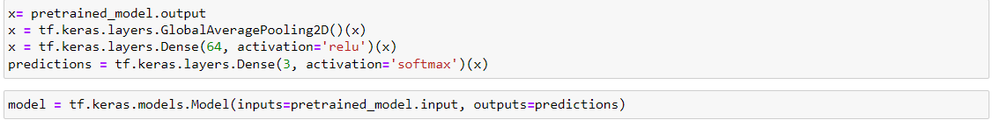 x= pretrained_model.output
x = tf.keras.layers.GlobalAveragePooling2D()(x)
x = tf.keras.layers.Dense(64, activation='relu')(x)
predictions = tf.keras.layers.Dense(3, activation='softmax')(x)
model = tf.keras.models.Model(inputs=pretrained_model.input, outputs=predictions)